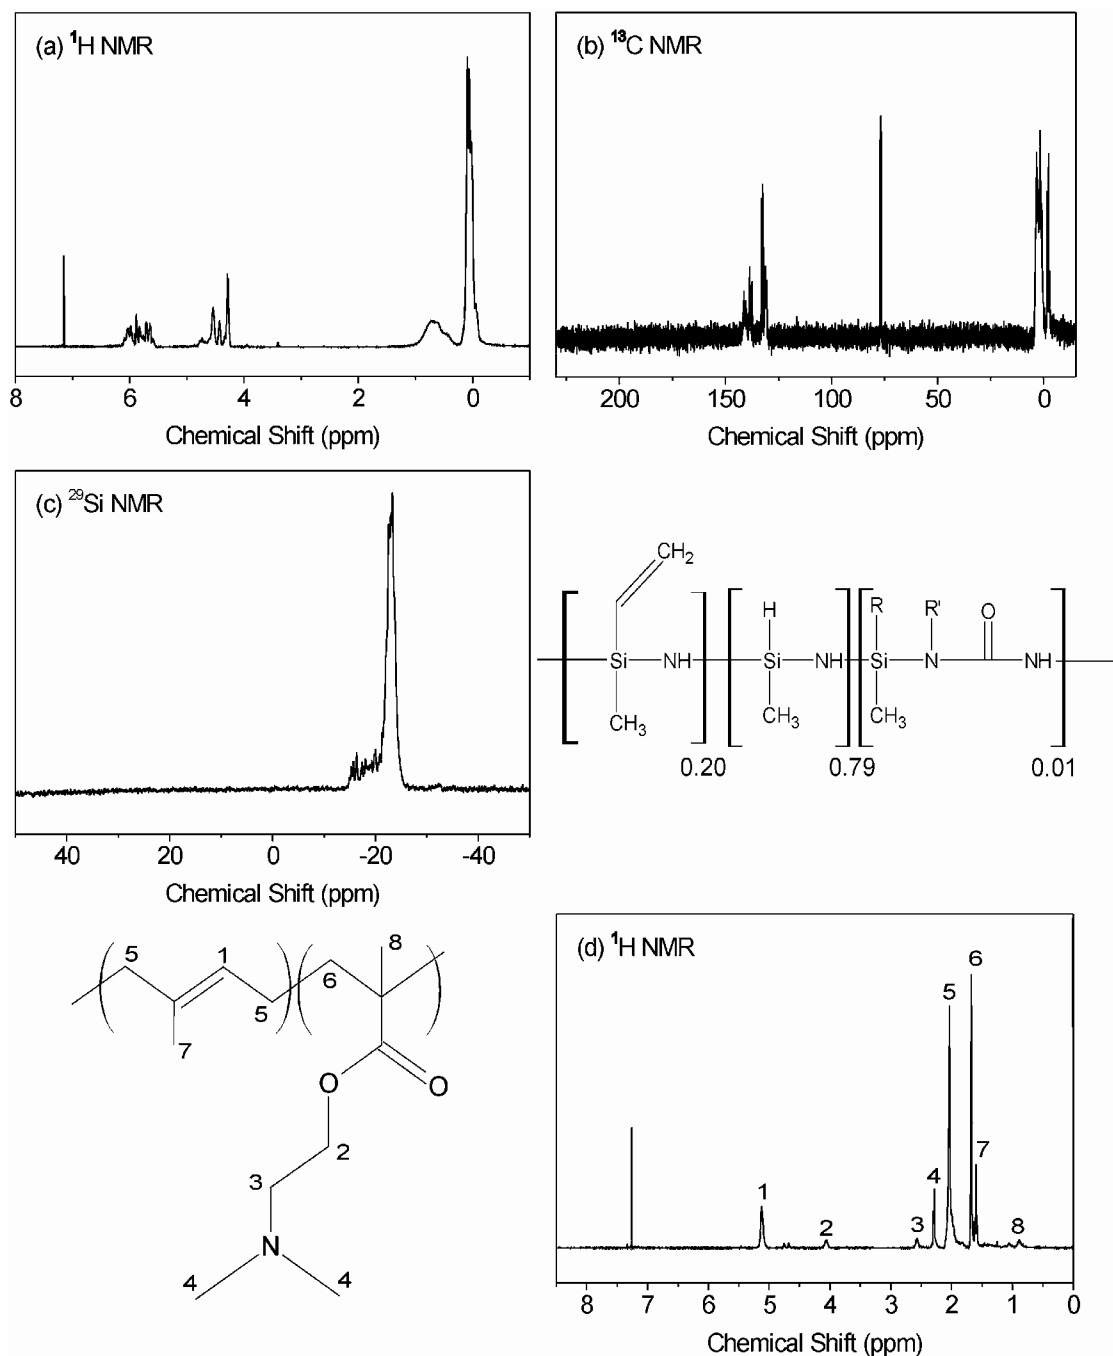 (a) ¹H NMR
8 6 4 2 0
Chemical Shift (ppm)
(b) ¹³C NMR
200 150 100 50 0
Chemical Shift (ppm)
(c) ²⁹Si NMR
40 20 0 -20 -40
Chemical Shift (ppm)
CH₂
H R R' O
Si NH Si NH Si N NH
CH₃ CH₃ CH₃
0.20 0.79 0.01
5 1 8
6
5
7
O O
2
3
N
4 4
(d) ¹H NMR
6
5
7
4
1
3 8
2
8 7 6 5 4 3 2 1 0
Chemical Shift (ppm)